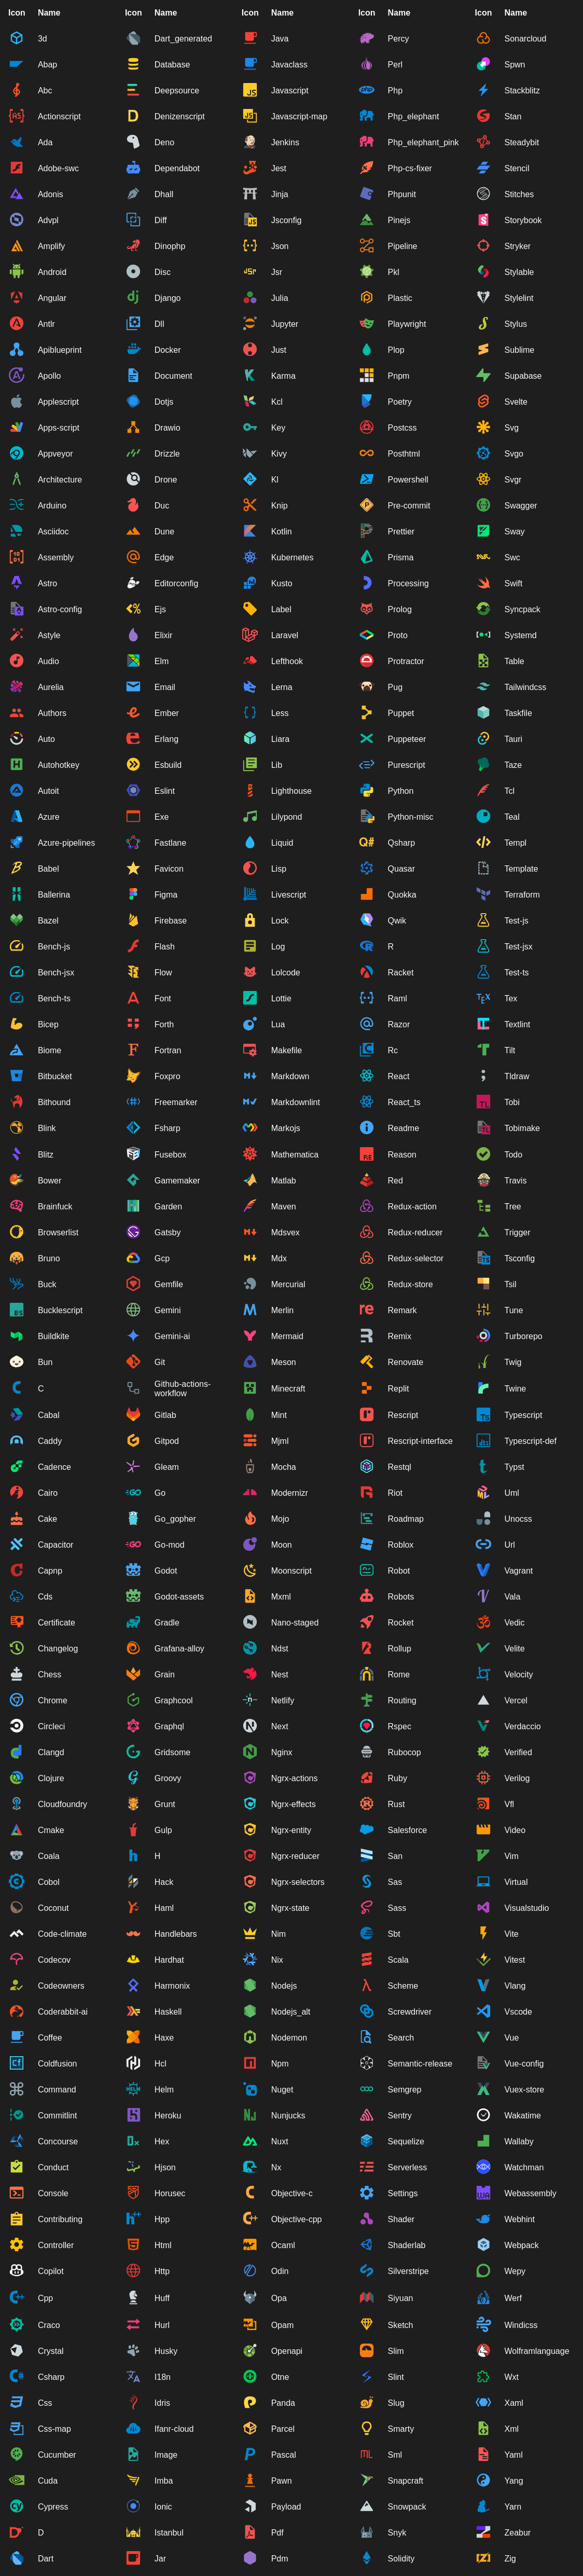 Icon Name Icon Name Icon Name Icon Name Icon Name
3d Dart_generated Java Percy Sonarcloud
Abap Database Javaclass Perl Spwn
Abc Deepsource Javascript Php Stackblitz
Actionscript Denizenscript Javascript-map Php_elephant Stan
Ada Deno Jenkins Php_elephant_pink Steadybit
Adobe-swc Dependabot Jest Php-cs-fixer Stencil
Adonis Dhall Jinja Phpunit Stitches
Advpl Diff Jsconfig Pinejs Storybook
Amplify Dinophp Json Pipeline Stryker
Android Disc Jsr Pkl Stylable
Angular Django Julia Plastic Stylelint
Antlr Dll Jupyter Playwright Stylus
Apiblueprint Docker Just Plop Sublime
Apollo Document Karma Pnpm Supabase
Applescript Dotjs Kcl Poetry Svelte
Apps-script Drawio Key Postcss Svg
Appveyor Drizzle Kivy Posthtml Svgo
Architecture Drone Kl Powershell Svgr
Arduino Duc Knip Pre-commit Swagger
Asciidoc Dune Kotlin Prettier Sway
Assembly Edge Kubernetes Prisma Swc
Astro Editorconfig Kusto Processing Swift
Astro-config Ejs Label Prolog Syncpack
Astyle Elixir Laravel Proto Systemd
Audio Elm Lefthook Protractor Table
Aurelia Email Lerna Pug Tailwindcss
Authors Ember Less Puppet Taskfile
Auto Erlang Liara Puppeteer Tauri
Autohotkey Esbuild Lib Purescript Taze
Autoit Eslint Lighthouse Python Tcl
Azure Exe Lilypond Python-misc Teal
Azure-pipelines Fastlane Liquid Qsharp Templ
Babel Favicon Lisp Quasar Template
Ballerina Figma Livescript Quokka Terraform
Bazel Firebase Lock Qwik Test-js
Bench-js Flash Log R Test-jsx
Bench-jsx Flow Lolcode Racket Test-ts
Bench-ts Font Lottie Raml Tex
Bicep Forth Lua Razor Textlint
Biome Fortran Makefile Rc Tilt
Bitbucket Foxpro Markdown React Tldraw
Bithound Freemarker Markdownlint React_ts Tobi
Blink Fsharp Markojs Readme Tobimake
Blitz Fusebox Mathematica Reason Todo
Bower Gamemaker Matlab Red Travis
Brainfuck Garden Maven Redux-action Tree
Browserlist Gatsby Mdsvex Redux-reducer Trigger
Bruno Gcp Mdx Redux-selector Tsconfig
Buck Gemfile Mercurial Redux-store Tsil
Bucklescript Gemini Merlin Remark Tune
Buildkite Gemini-ai Mermaid Remix Turborepo
Bun Git Meson Renovate Twig
C Github-actions-workflow Minecraft Replit Twine
Cabal Gitlab Mint Rescript Typescript
Caddy Gitpod Mjml Rescript-interface Typescript-def
Cadence Gleam Mocha Restql Typst
Cairo Go Modernizr Riot Uml
Cake Go_gopher Mojo Roadmap Unocss
Capacitor Go-mod Moon Roblox Url
Capnp Godot Moonscript Robot Vagrant
Cds Godot-assets Mxml Robots Vala
Certificate Gradle Nano-staged Rocket Vedic
Changelog Grafana-alloy Ndst Rollup Velite
Chess Grain Nest Rome Velocity
Chrome Graphcool Netlify Routing Vercel
Circleci Graphql Next Rspec Verdaccio
Clangd Gridsome Nginx Rubocop Verified
Clojure Groovy Ngrx-actions Ruby Verilog
Cloudfoundry Grunt Ngrx-effects Rust Vfl
Cmake Gulp Ngrx-entity Salesforce Video
Coala H Ngrx-reducer San Vim
Cobol Hack Ngrx-selectors Sas Virtual
Coconut Haml Ngrx-state Sass Visualstudio
Code-climate Handlebars Nim Sbt Vite
Codecov Hardhat Nix Scala Vitest
Codeowners Harmonix Nodejs Scheme Vlang
Coderabbit-ai Haskell Nodejs_alt Screwdriver Vscode
Coffee Haxe Nodemon Search Vue
Coldfusion Hcl Npm Semantic-release Vue-config
Command Helm Nuget Semgrep Vuex-store
Commitlint Heroku Nunjucks Sentry Wakatime
Concourse Hex Nuxt Sequelize Wallaby
Conduct Hjson Nx Serverless Watchman
Console Horusec Objective-c Settings Webassembly
Contributing Hpp Objective-cpp Shader Webhint
Controller Html Ocaml Shaderlab Webpack
Copilot Http Odin Silverstripe Wepy
Cpp Huff Opa Siyuan Werf
Craco Hurl Opam Sketch Windicss
Crystal Husky Openapi Slim Wolframlanguage
Csharp I18n Otne Slint Wxt
Css Idris Panda Slug Xaml
Css-map Ifanr-cloud Parcel Smarty Xml
Cucumber Image Pascal Sml Yaml
Cuda Imba Pawn Snapcraft Yang
Cypress Ionic Payload Snowpack Yarn
D Istanbul Pdf Snyk Zeabur
Dart Jar Pdm Solidity Zig